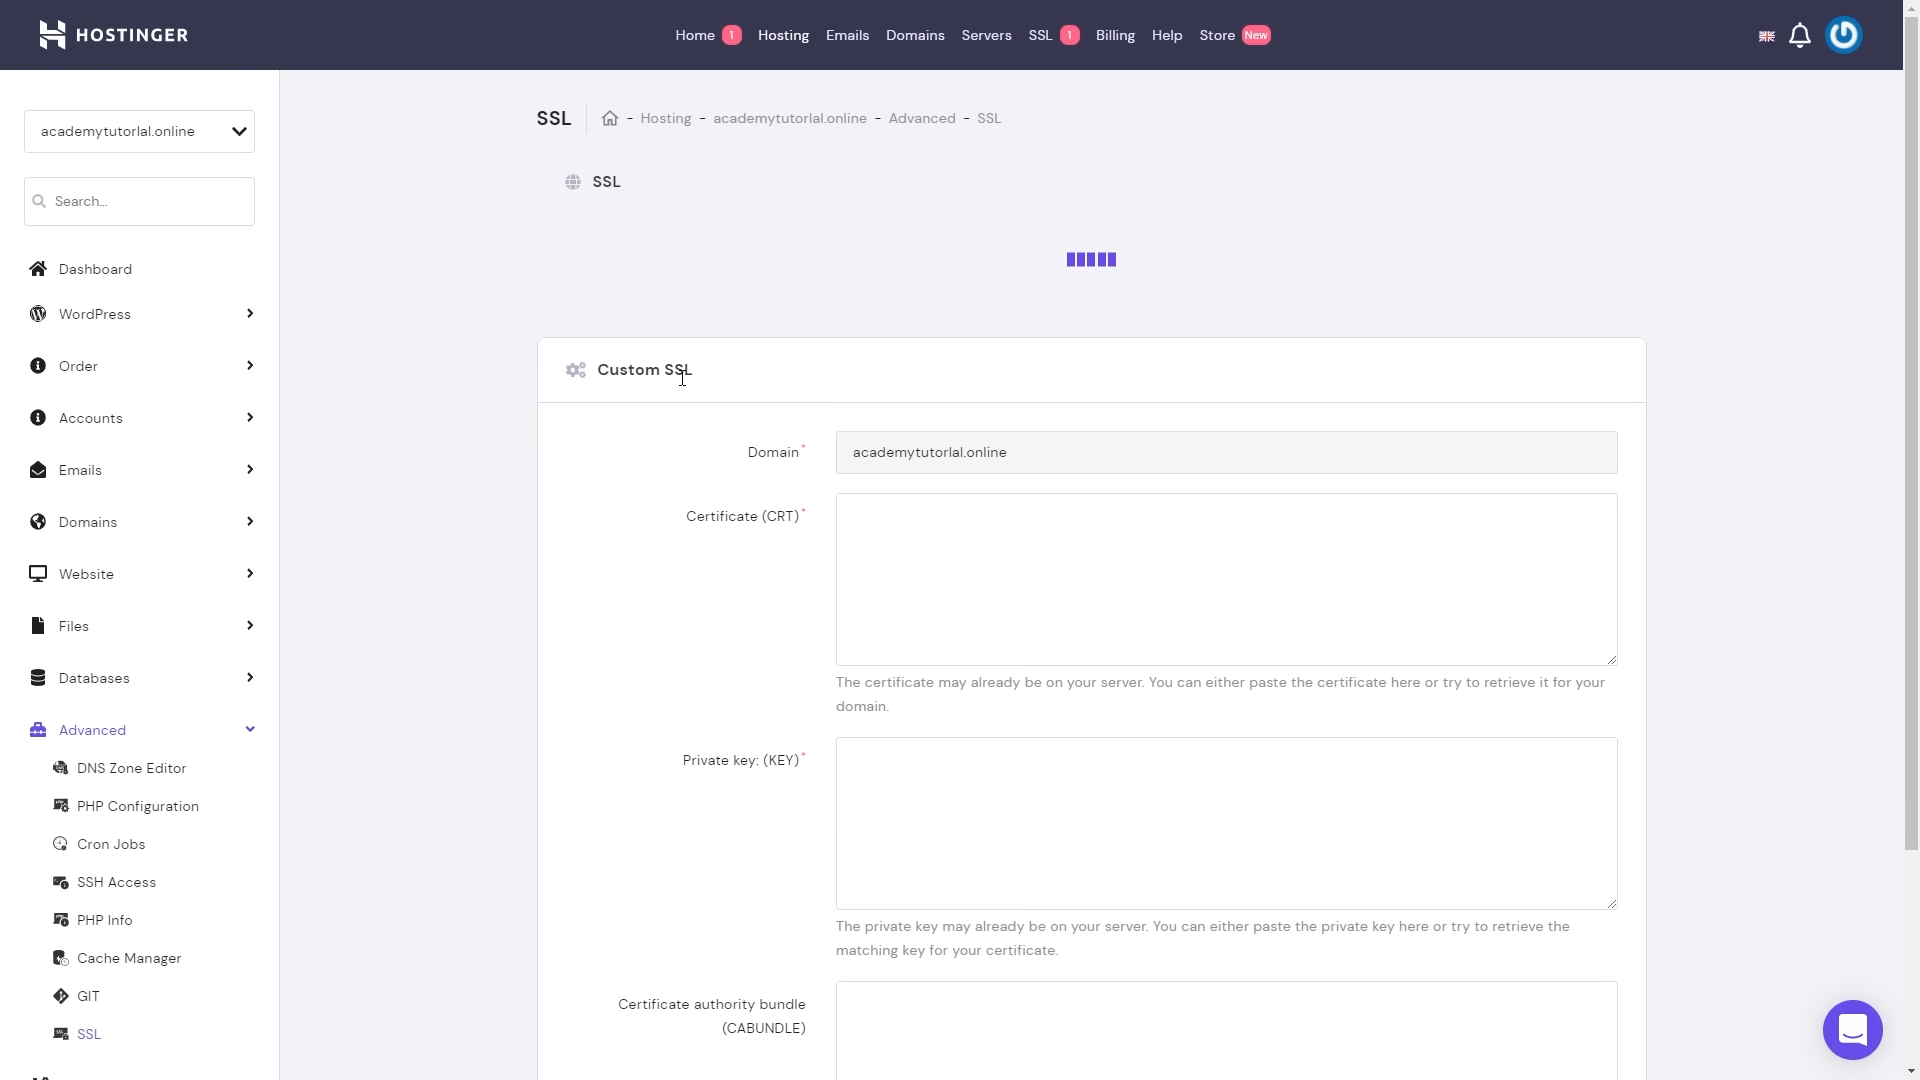 HOSTINGER
Home 1 Hosting Emails Domains Servers SSL 1 Billing Help Store New
academytutorlal.online
Search...
Dashboard
WordPress
Order
Accounts
Emails
Domains
Website
Files
Databases
Advanced
DNS Zone Editor
PHP Configuration
Cron Jobs
SSH Access
PHP Info
Cache Manager
GIT
SSL
SSL - Hosting - academytutorlal.online - Advanced - SSL
SSL
Custom SSL
Domain*
academytutorlal.online
Certificate (CRT)*
The certificate may already be on your server. You can either paste the certificate here or try to retrieve it for your
domain.
Private key: (KEY)*
The private key may already be on your server. You can either paste the private key here or try to retrieve the
matching key for your certificate.
Certificate authority bundle
(CABUNDLE)